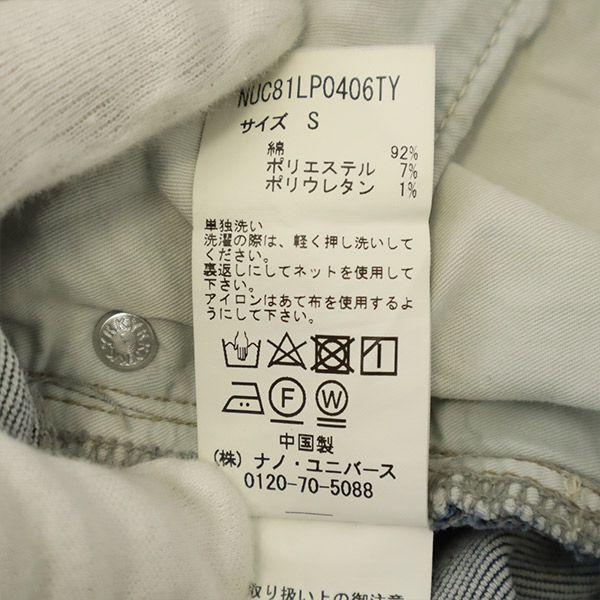 NUC81LP0406TY
サイズ S
綿 92%
ポリエステル 7%
ポリウレタン 1%
単独洗い
洗濯の際は、軽く押し洗いして
ください。
裏返しにしてネットを使用して
下さい。
アイロンはあて布を使用するよ
うにして下さい。
F W
中国製
(株) ナノ・ユニバース
0120-70-5088
取り扱い上の御注意